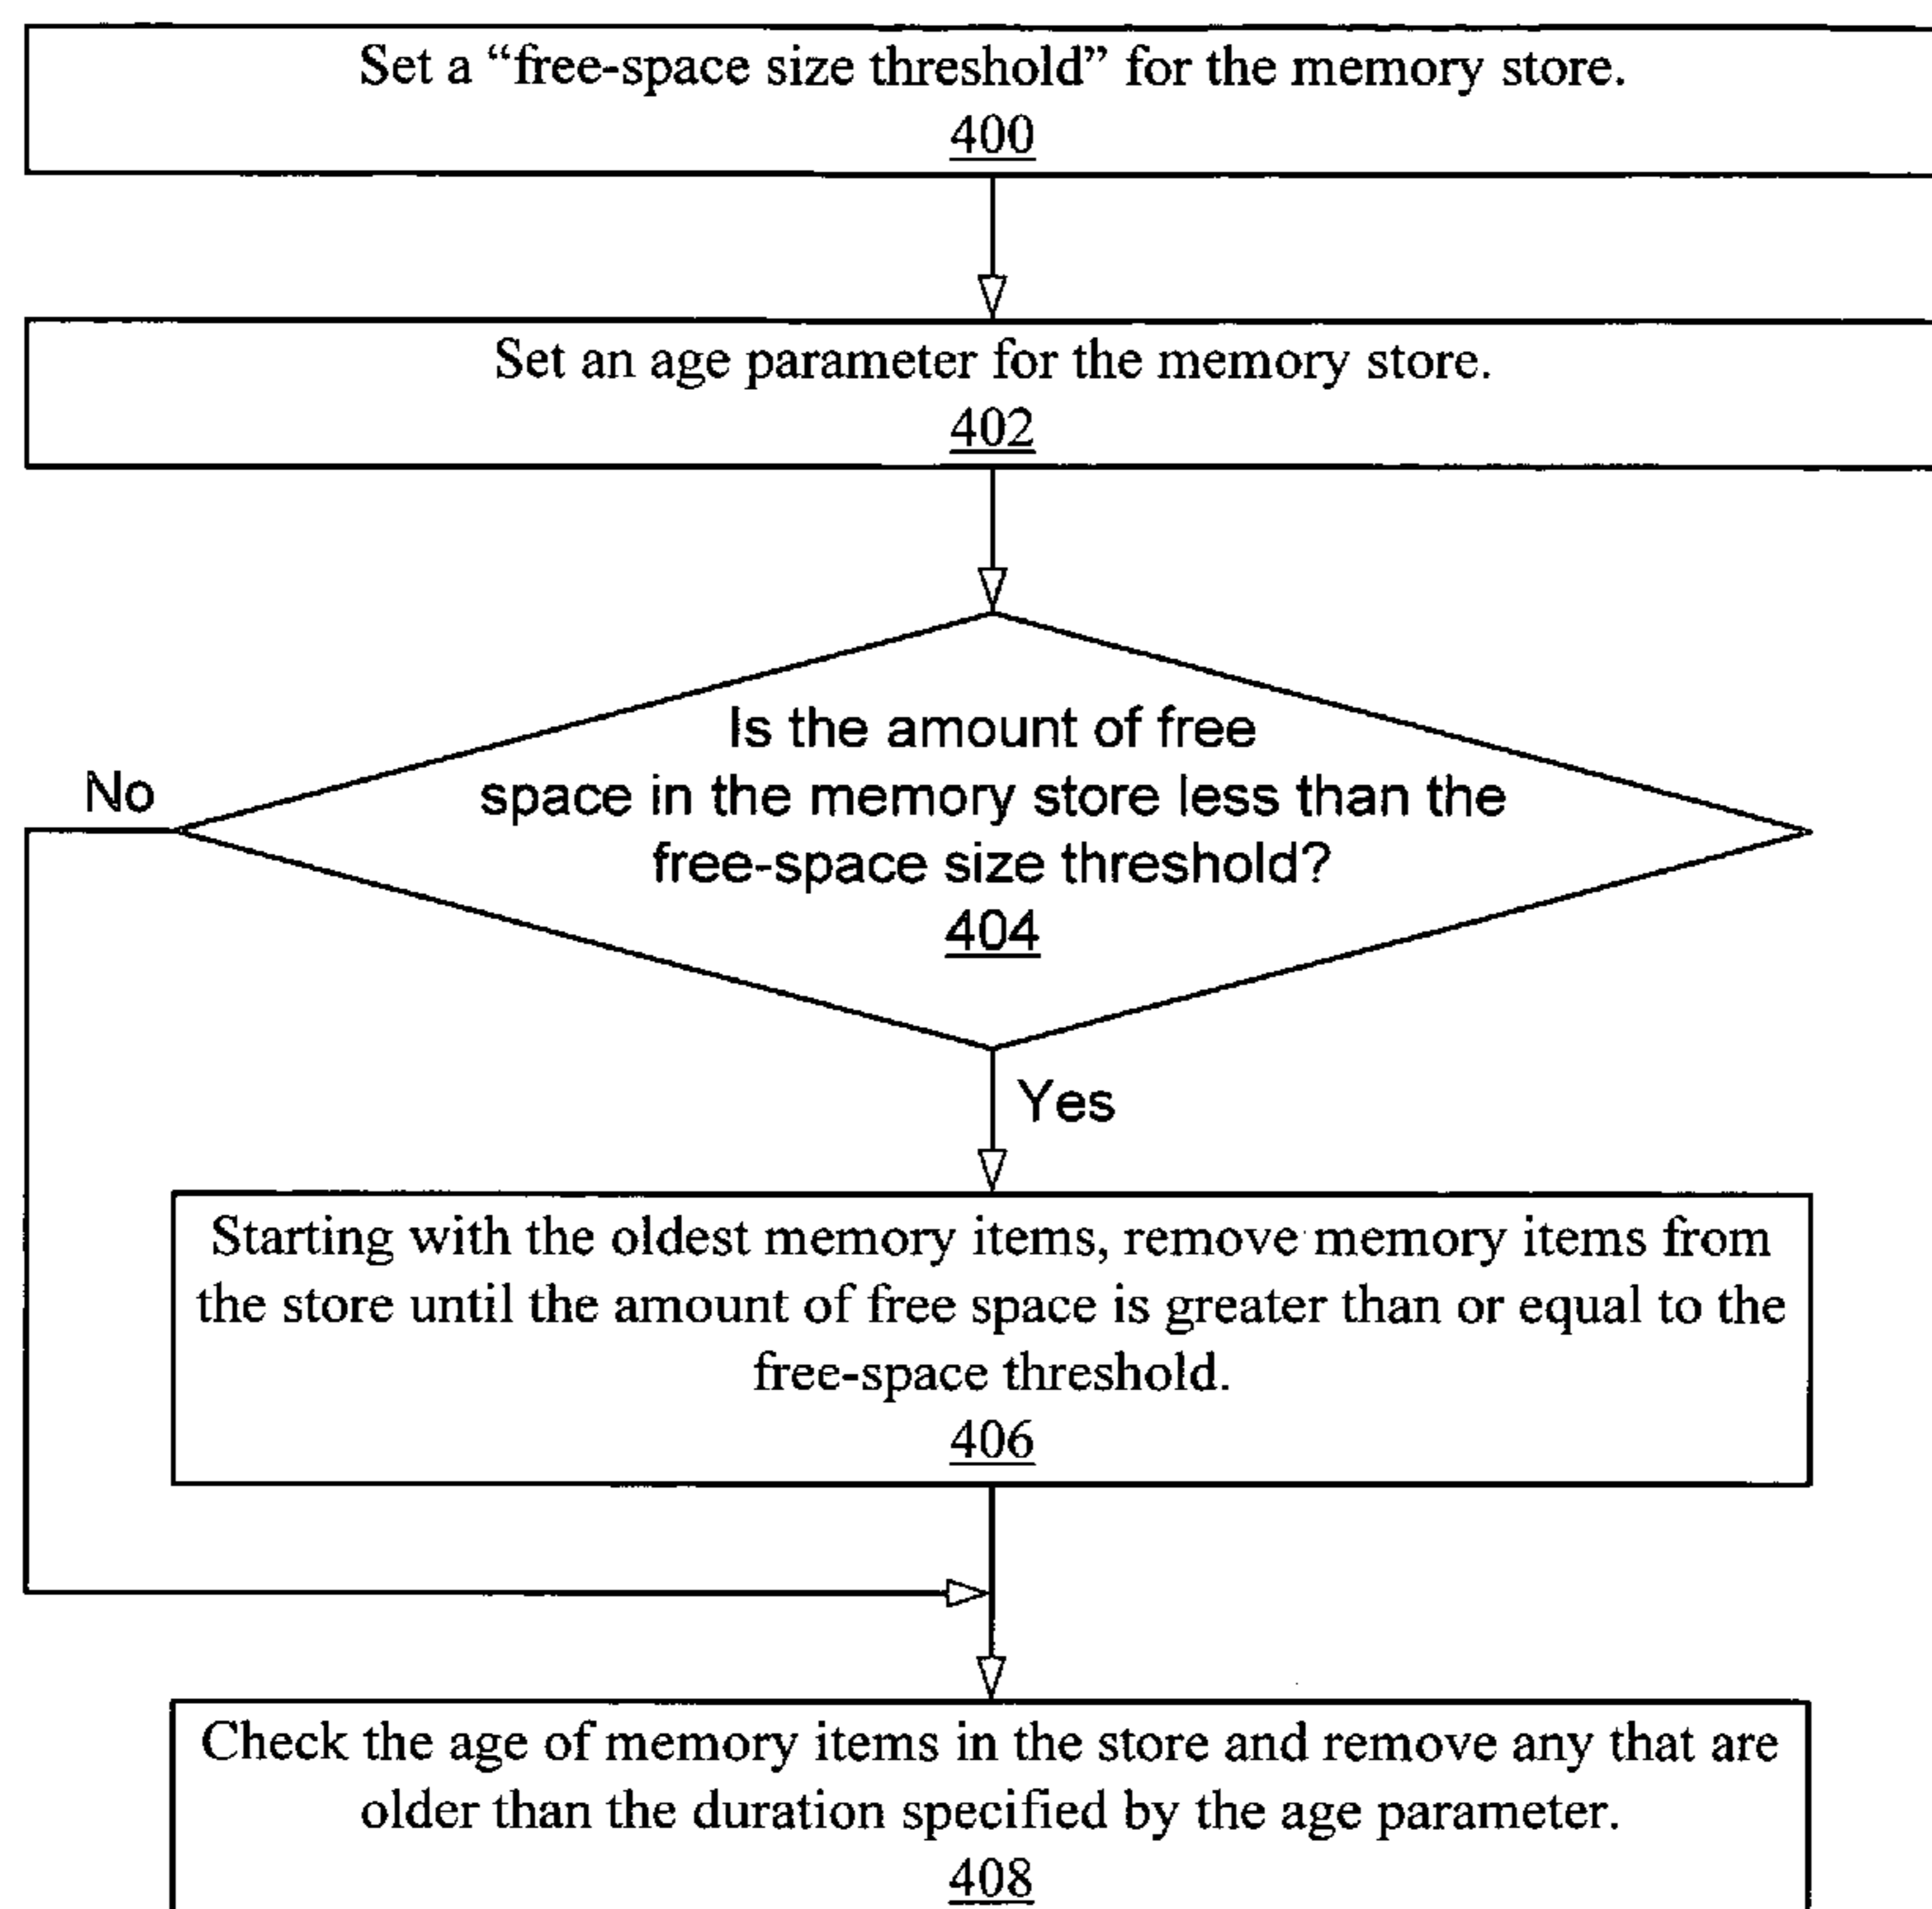 Set a “free-space size threshold” for the memory store.
400
Set an age parameter for the memory store.
402
Is the amount of free
space in the memory store less than the
free-space size threshold?
404
No
Yes
Starting with the oldest memory items, remove memory items from
the store until the amount of free space is greater than or equal to the
free-space threshold.
406
Check the age of memory items in the store and remove any that are
older than the duration specified by the age parameter.
408